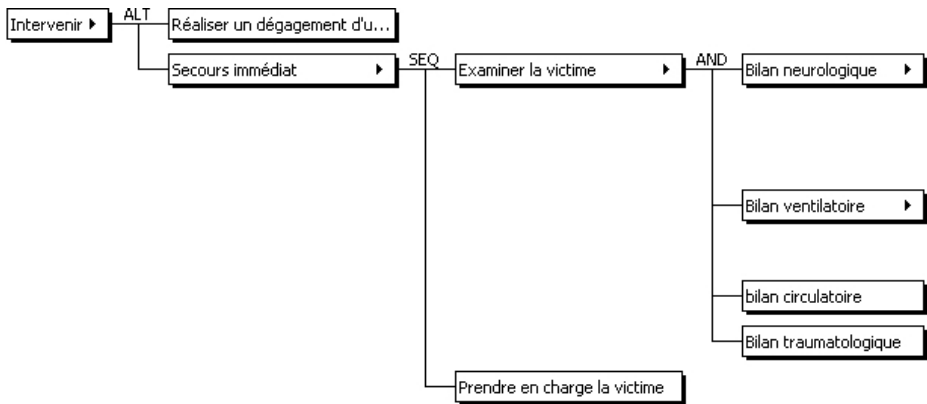 Intervenir
ALT
Réaliser un dégagement d'u...
Secours immédiat
SEQ
Examiner la victime
AND
Bilan neurologique
Bilan ventilatoire
bilan circulatoire
Bilan traumatologique
Prendre en charge la victime